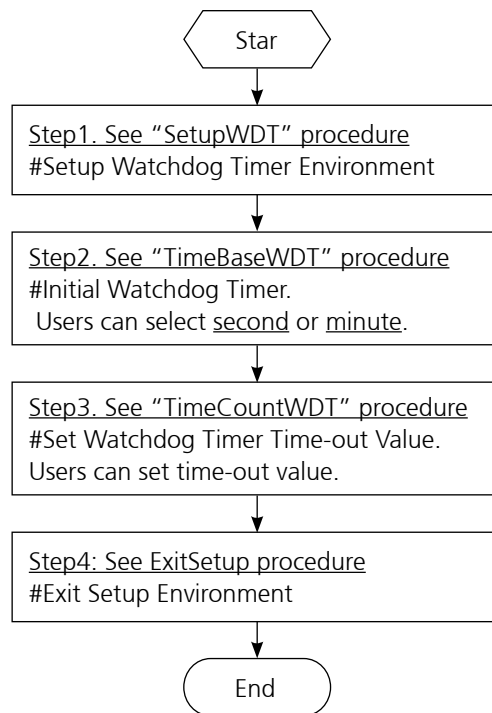 Star
Step1. See “SetupWDT” procedure
#Setup Watchdog Timer Environment
Step2. See “TimeBaseWDT” procedure
#Initial Watchdog Timer.
Users can select second or minute.
Step3. See “TimeCountWDT” procedure
#Set Watchdog Timer Time-out Value.
Users can set time-out value.
Step4: See ExitSetup procedure
#Exit Setup Environment
End